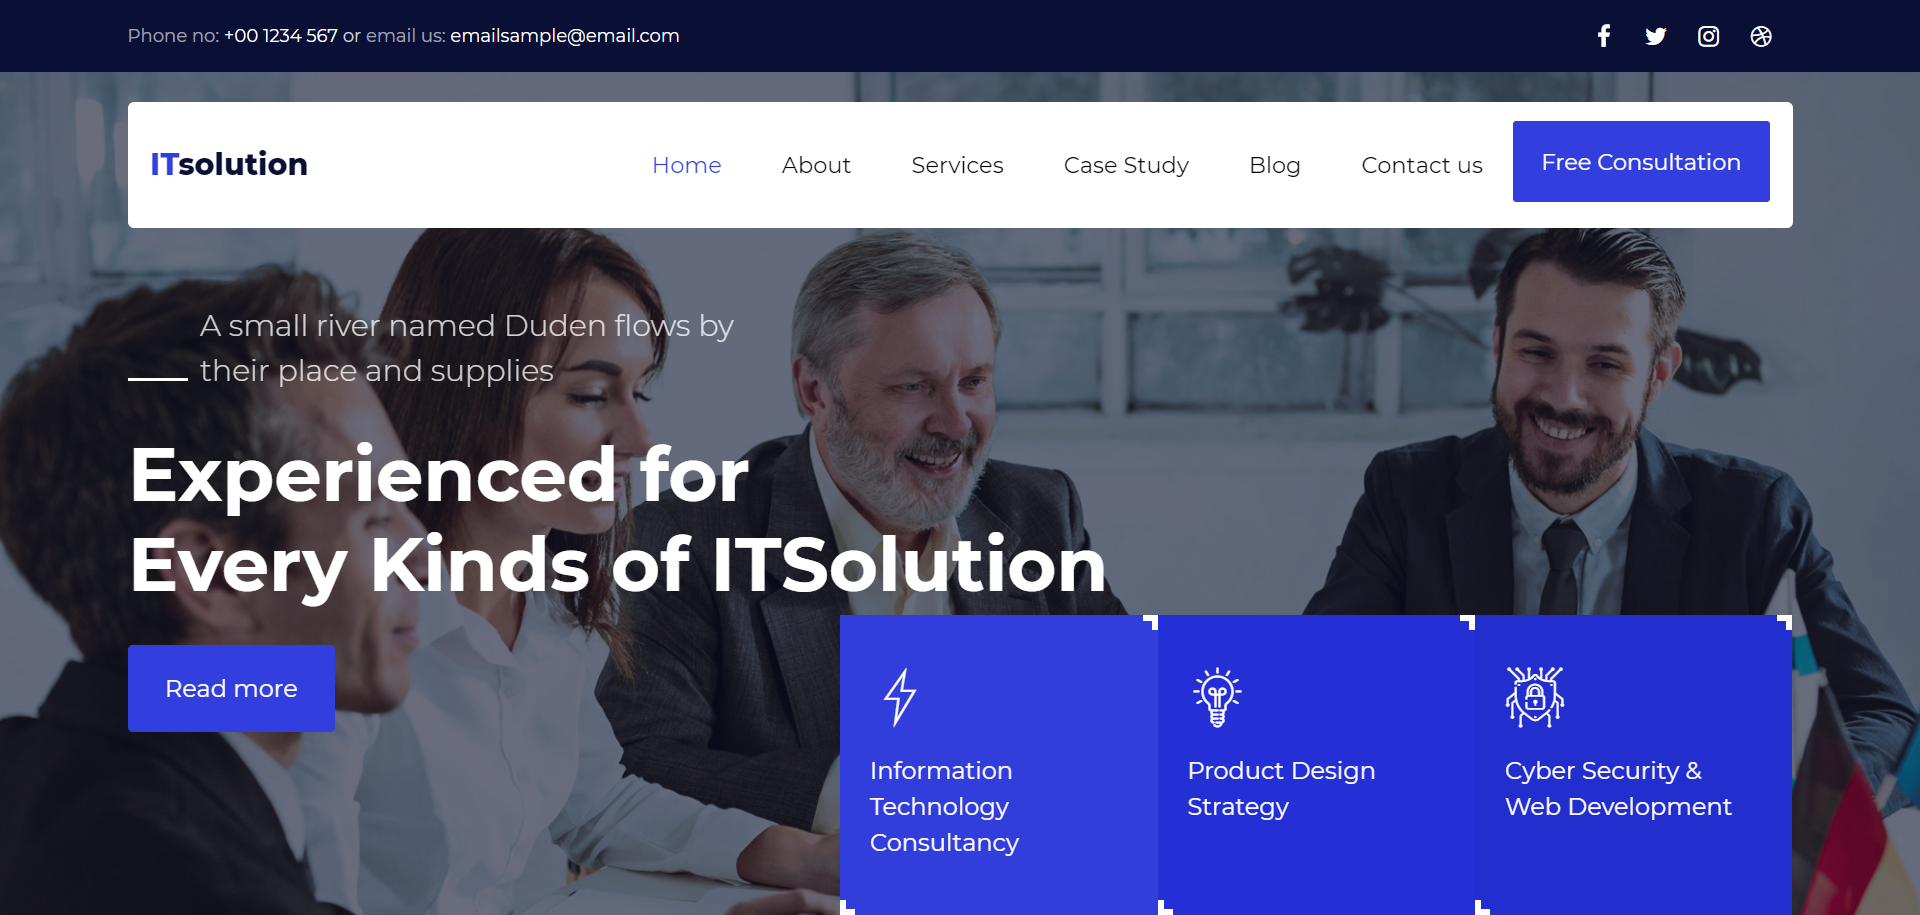 Phone no: +00 1234 567 or email us: emailsample@email.com
ITsolution
Home
About
Services
Case Study
Blog
Contact us
Free Consultation
A small river named Duden flows by
their place and supplies
Experienced for
Every Kinds of ITSolution
Read more
Information
Technology
Consultancy
Product Design
Strategy
Cyber Security &
Web Development